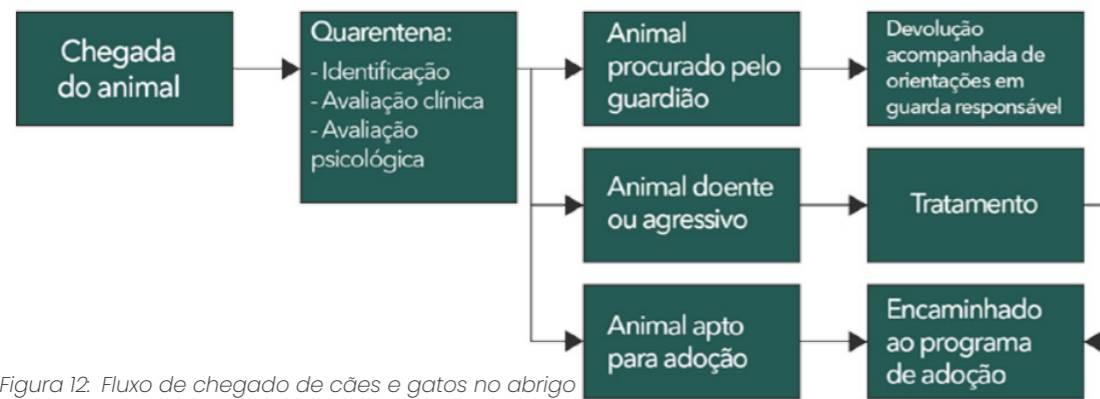 Chegada
do animal
Quarentena:
- Identificação
- Avaliação clínica
- Avaliação
psicológica
Animal
procurado pelo
guardião
Devolução
acompanhada de
orientações em
guarda responsável
Animal doente
ou agressivo
Tratamento
Animal apto
para adoção
Encaminhado
ao programa
de adoção
Figura 12: Fluxo de chegado de cães e gatos no abrigo